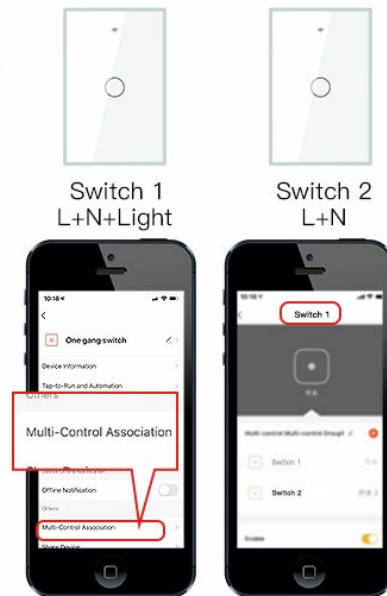 Switch 1
L+N+Light
Switch 2
L+N
10:18
One gang switch
Device Information
Tap-to-Run and Automation
Others
Multi-Control Association
Offline Notification
Others
Multi-Control Association
Share Device
10:18
Switch 1
Multi-control Multi-control Group1
Switch 1
Switch 2
Enable